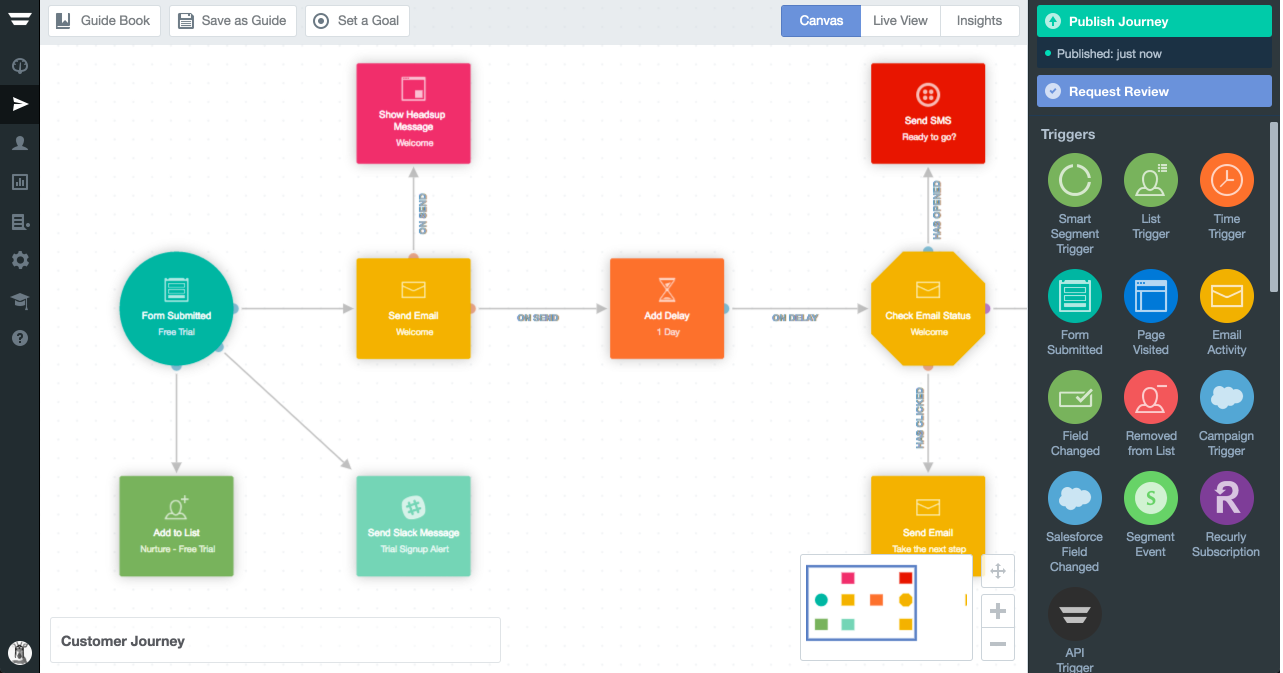 Guide Book
Save as Guide
Set a Goal
Canvas
Live View
Insights
Publish Journey
Published: just now
Request Review
Show Headsup
Message
Welcome
Send SMS
Ready to go?
ON SEND
HAS OPENED
Form Submitted
Free Trial
Send Email
Welcome
ON SEND
Add Delay
1 Day
ON DELAY
Check Email Status
Welcome
HAS CLICKED
Add to List
Nurture - Free Trial
Send Slack Message
Trial Signup Alert
Send Email
Take the next step
Customer Journey
Triggers
Smart
Segment
Trigger
List
Trigger
Time
Trigger
Form
Submitted
Page
Visited
Email
Activity
Field
Changed
Removed
from List
Campaign
Trigger
Salesforce
Field
Changed
Segment
Event
Recurly
Subscription
API
Trigger